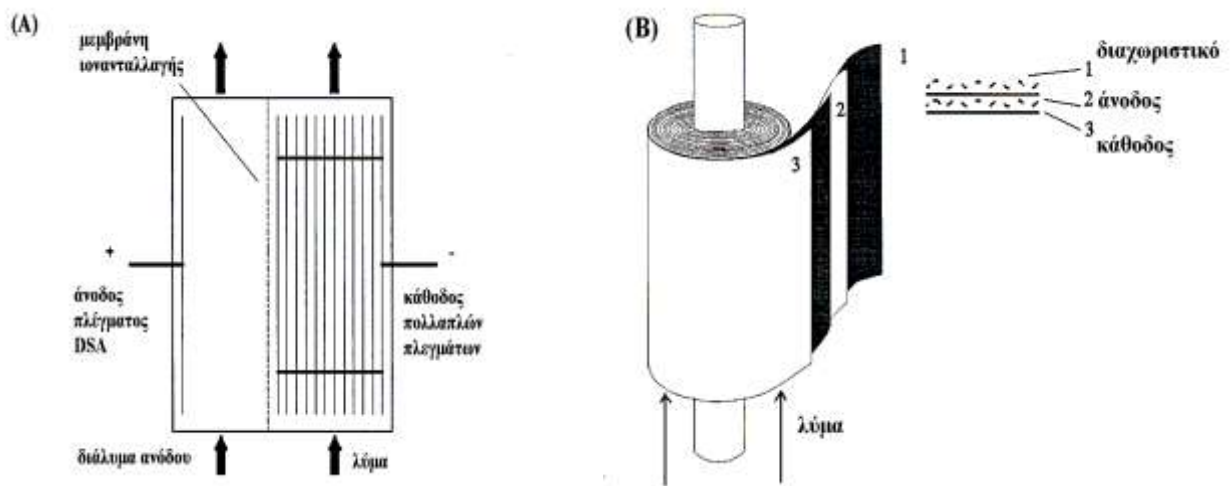 (A)
μεμβράνη
ιονανταλλαγής
+
άνοδος
πλέγματος
DSA
-
κάθοδος
πολλαπλών
πλεγμάτων
διάλυμα ανόδου
λύμα
(B)
1
2
3
λύμα
διαχωριστικό
1
2 άνοδος
3
κάθοδος